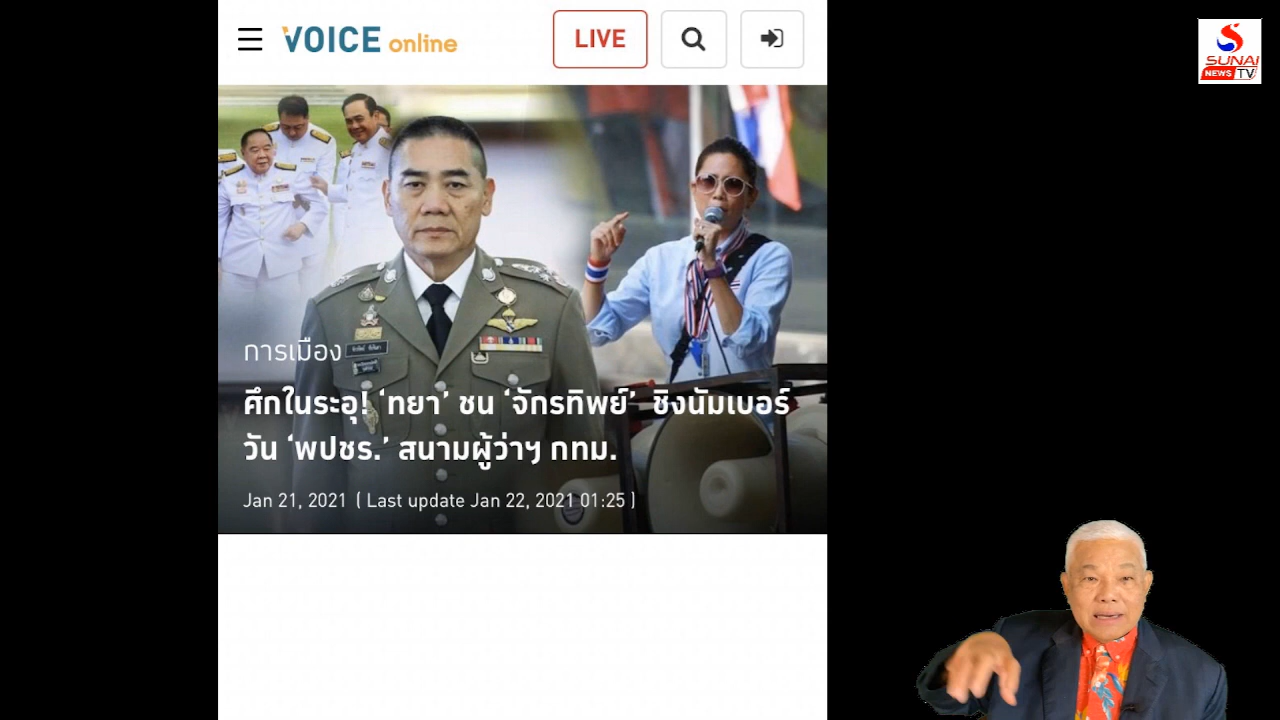 VOICE online
LIVE
SUNAI
NEWS TV
การเมือง
ศึกในระอุ! ‘ทยา’ ชน ‘จักรทิพย์’ ชิงนัมเบอร์
วัน ‘พปชร.’ สนามผู้ว่าฯ กทม.
Jan 21, 2021 ( Last update Jan 22, 2021 01:25 )